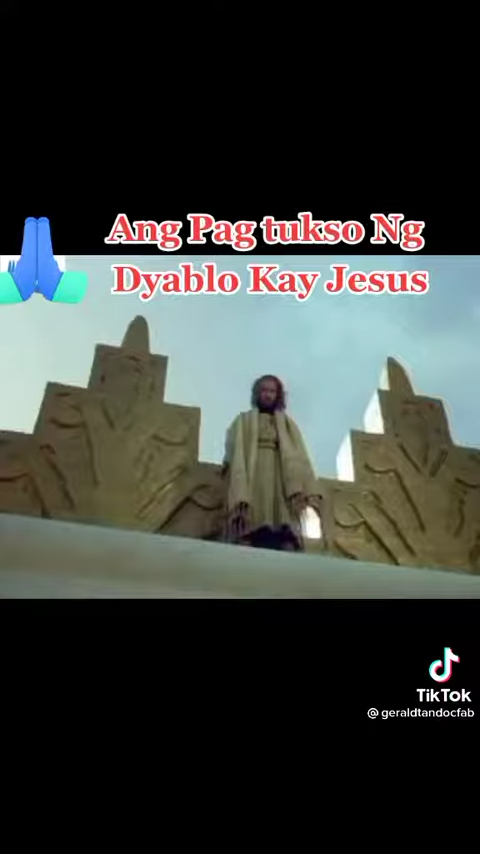 Ang Pag tukso Ng
Dyablo Kay Jesus
TikTok
@geraldtandocfab